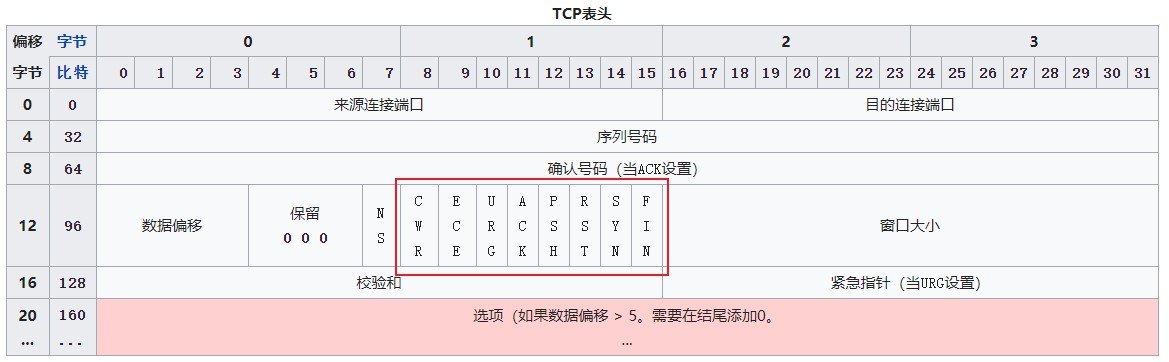 TCP表头
偏移 字节 0 1 2 3
字节 比特 0 1 2 3 4 5 6 7 8 9 10 11 12 13 14 15 16 17 18 19 20 21 22 23 24 25 26 27 28 29 30 31
0 0 来源连接端口 目的连接端口
4 32 序列号码
8 64 确认号码（当ACK设置）
12 96 数据偏移 保留 0 0 0 NS CWR ECE URG ACK PSH RST SYN FIN 窗口大小
16 128 校验和 紧急指针（当URG设置）
20 160 选项（如果数据偏移 > 5。需要在结尾添加0。
... ... ...